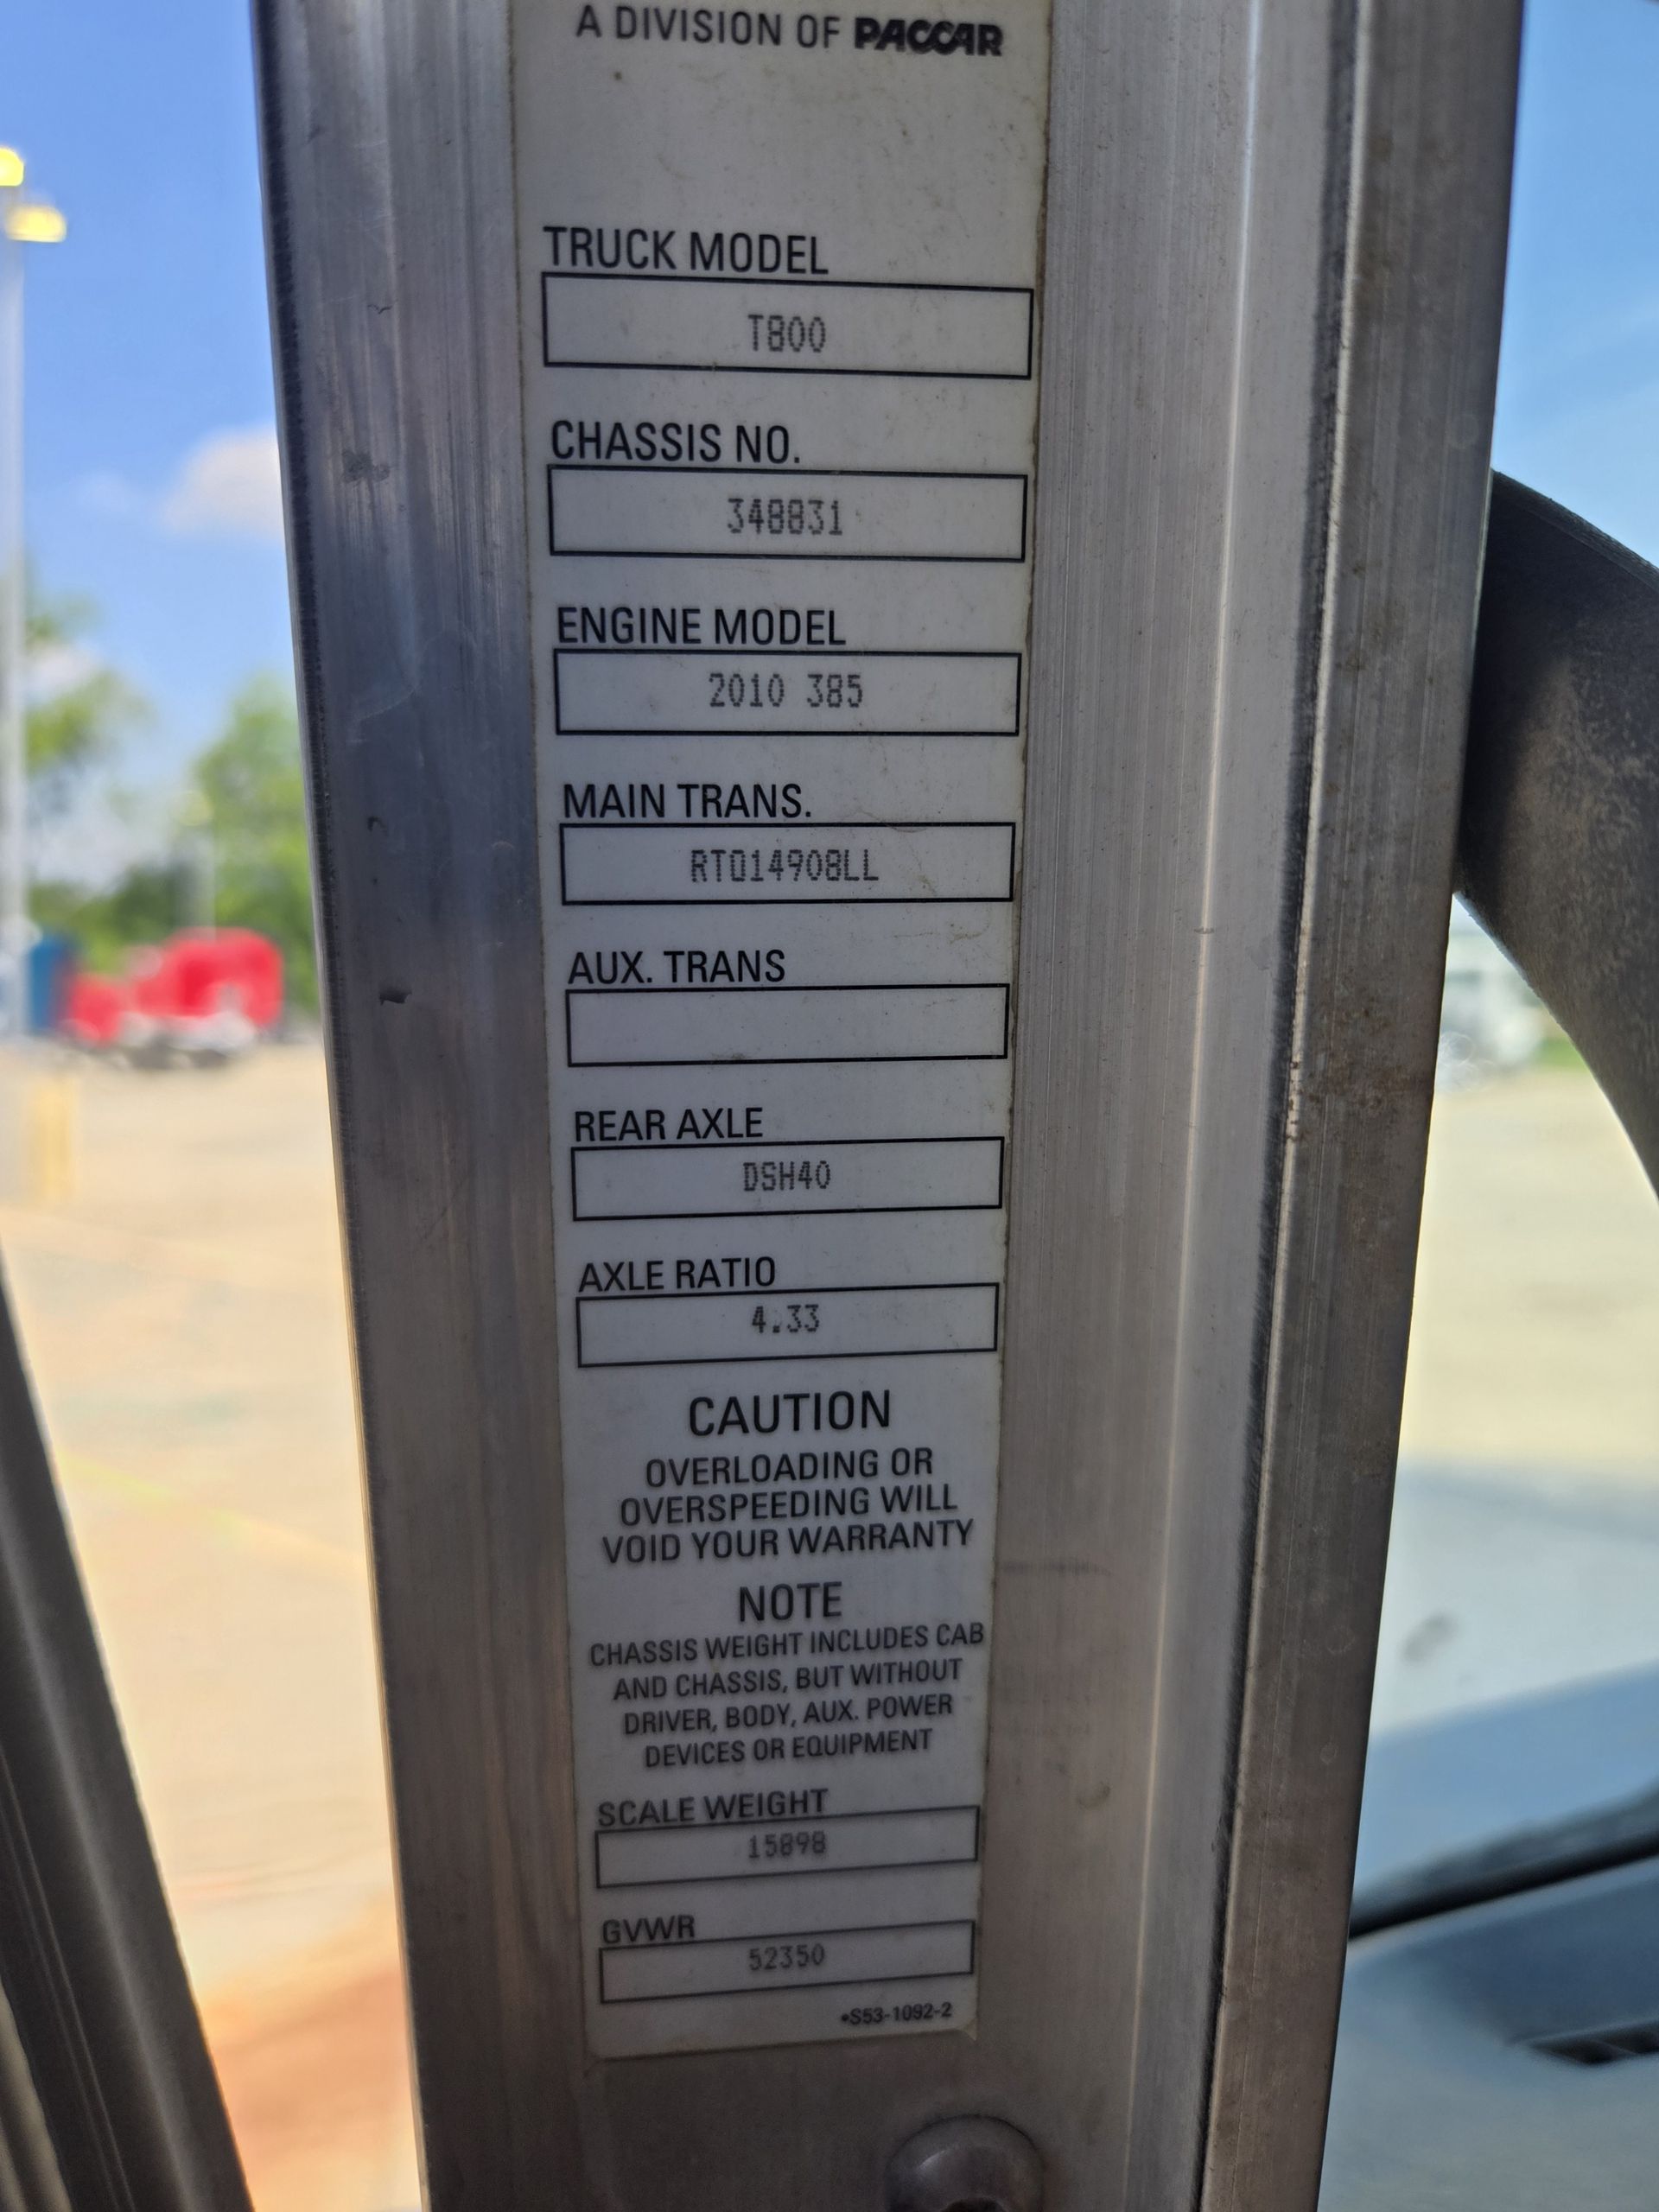 A DIVISION OF PACCAR
TRUCK MODEL
T800
CHASSIS NO.
348831
ENGINE MODEL
2010 385
MAIN TRANS.
RTO14908LL
AUX. TRANS
REAR AXLE
DSH40
AXLE RATIO
4.33
CAUTION
OVERLOADING OR
OVERSPEEDING WILL
VOID YOUR WARRANTY
NOTE
CHASSIS WEIGHT INCLUDES CAB
AND CHASSIS, BUT WITHOUT
DRIVER, BODY, AUX. POWER
DEVICES OR EQUIPMENT
SCALE WEIGHT
15898
GVWR
52350
•S53-1092-2